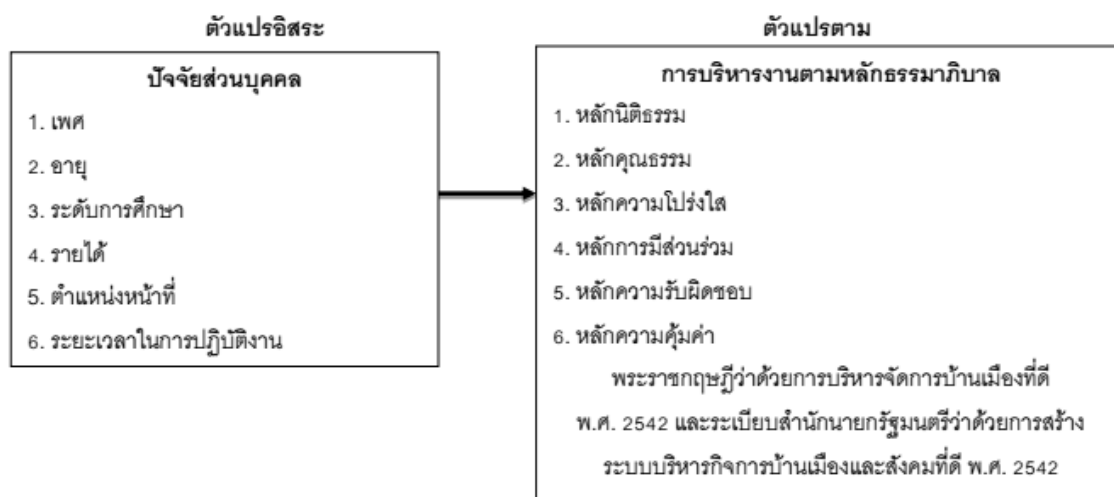 ตัวแปรอิสระ
ปัจจัยส่วนบุคคล
1. เพศ
2. อายุ
3. ระดับการศึกษา
4. รายได้
5. ตำแหน่งหน้าที่
6. ระยะเวลาในการปฏิบัติงาน
ตัวแปรตาม
การบริหารงานตามหลักธรรมาภิบาล
1. หลักนิติธรรม
2. หลักคุณธรรม
3. หลักความโปร่งใส
4. หลักการมีส่วนร่วม
5. หลักความรับผิดชอบ
6. หลักความคุ้มค่า
พระราชกฤษฎีว่าด้วยการบริหารจัดการบ้านเมืองที่ดี
พ.ศ. 2542 และระเบียบสำนักนายกรัฐมนตรีว่าด้วยการสร้าง
ระบบบริหารกิจการบ้านเมืองและสังคมที่ดี พ.ศ. 2542